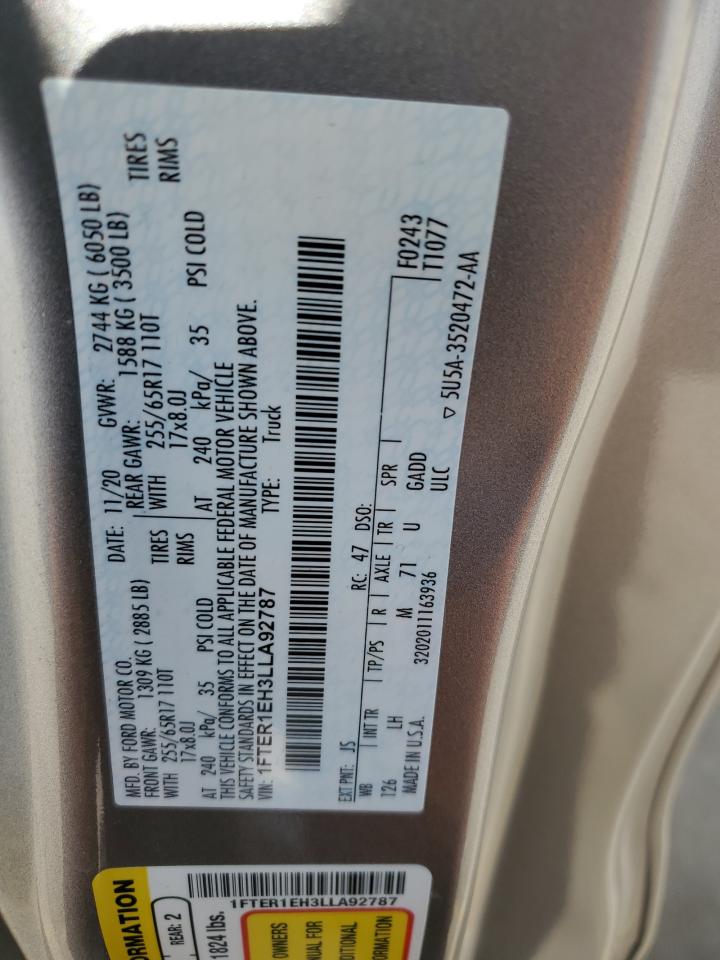 MFD. BY FORD MOTOR CO.
DATE: 11/20 GVWR: 2744 KG ( 6050 LB)
FRONT GAWR: 1309 KG ( 2885 LB) REAR GAWR: 1588 KG ( 3500 LB)
WITH 255/65R17 110T TIRES WITH 255/65R17 110T TIRES
17x8.0J RIMS 17x8.0J RIMS
AT 240 kPa/ 35 PSI COLD AT 240 kPa/ 35 PSI COLD
THIS VEHICLE CONFORMS TO ALL APPLICABLE FEDERAL MOTOR VEHICLE
SAFETY STANDARDS IN EFFECT ON THE DATE OF MANUFACTURE SHOWN ABOVE.
VIN: 1FTER1EH3LLA92787 TYPE: Truck
EXT PNT: JS RC: 47 DSO: F0243
WB INT TR TP/PS R AXLE TR SPR T1077
126 LH M 71 U GADD
MADE IN U.S.A. 3202011163936 ULC
▽ 5U5A-3520472-AA
ORMATION
REAR: 2
1824 lbs.
1FTER1EH3LLA92787
OWNERS
NUAL FOR
DITIONAL
ORMATION